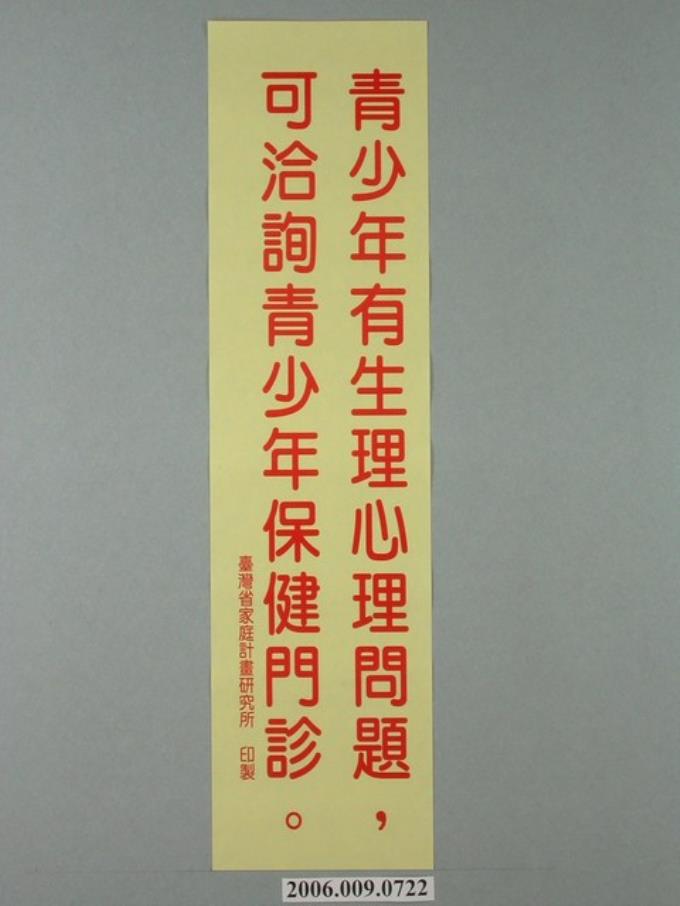 青少年有生理心理問題，
可洽詢青少年保健門診。
臺灣省家庭計畫研究所　印製
2006.009.0722